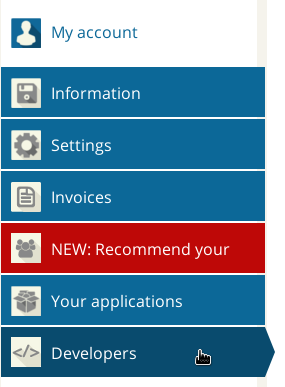 My account
Information
Settings
Invoices
NEW: Recommend your
Your applications
</> Developers